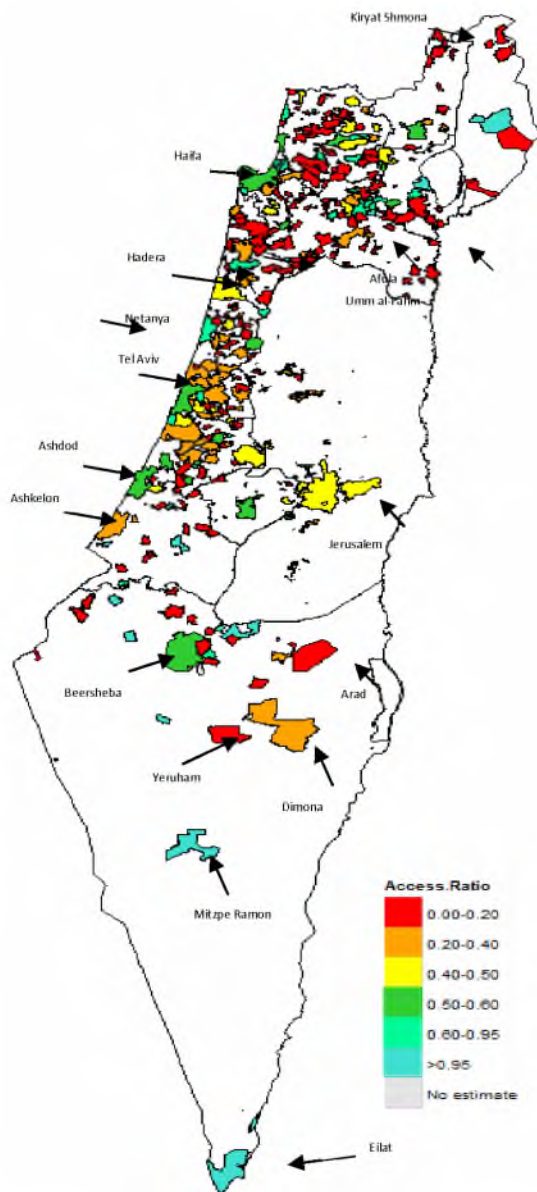 Kiryat Shmona
Haifa
Hadera
Afula
Umm al-Fahm
Netanya
Tel Aviv
Ashdod
Ashkelon
Jerusalem
Beersheba
Arad
Yeruham
Dimona
Mitzpe Ramon
Access.Ratio
0.00-0.20
0.20-0.40
0.40-0.50
0.50-0.60
0.60-0.95
>0.95
No estimate
Eilat